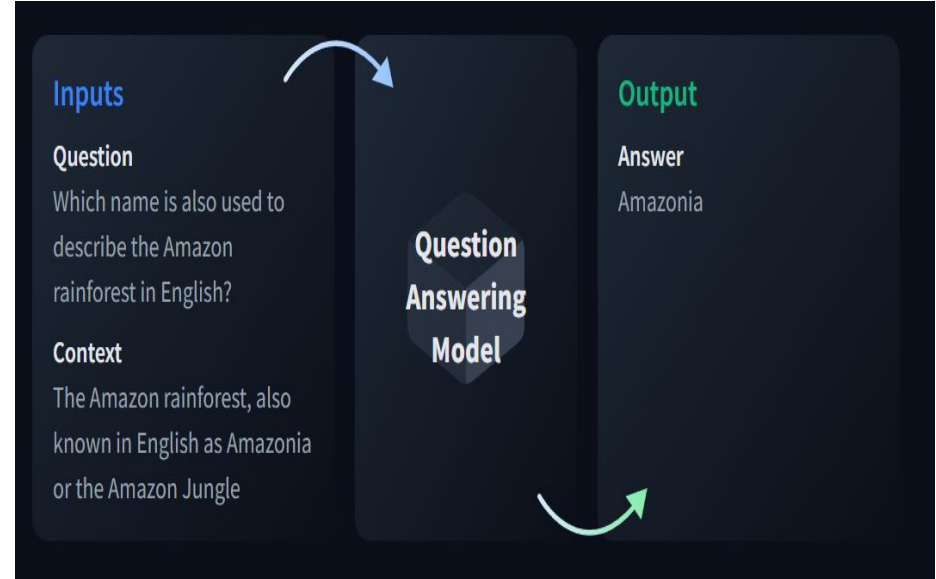 Inputs
Question
Which name is also used to
describe the Amazon
rainforest in English?
Context
The Amazon rainforest, also
known in English as Amazonia
or the Amazon Jungle
Question
Answering
Model
Output
Answer
Amazonia